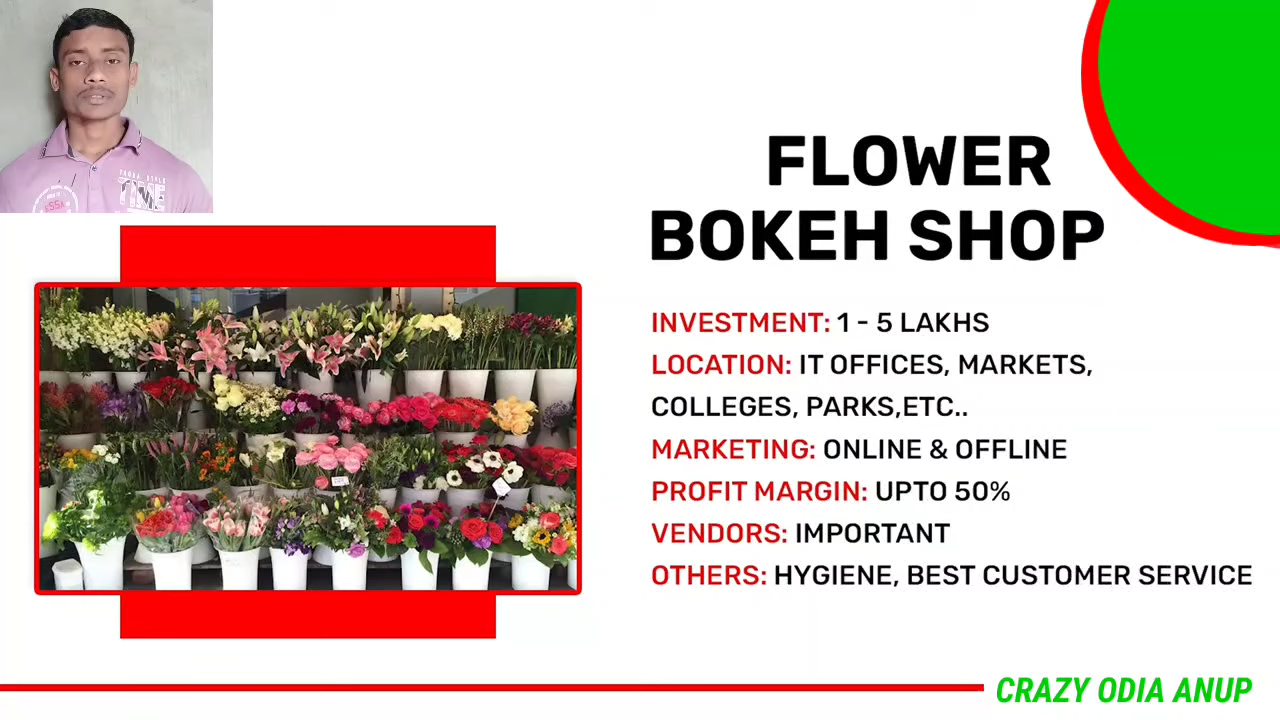 FLOWER
BOKEH SHOP
INVESTMENT: 1 - 5 LAKHS
LOCATION: IT OFFICES, MARKETS,
COLLEGES, PARKS,ETC..
MARKETING: ONLINE & OFFLINE
PROFIT MARGIN: UPTO 50%
VENDORS: IMPORTANT
OTHERS: HYGIENE, BEST CUSTOMER SERVICE
CRAZY ODIA ANUP
TIME